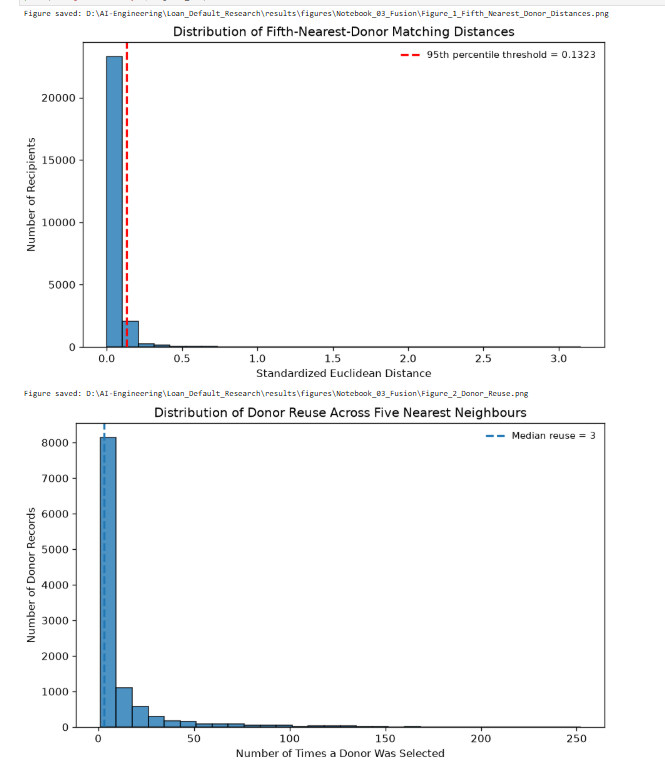 Figure saved: D:\AI-Engineering\Loan_Default_Research\results\figures\Notebook_03_Fusion\Figure_1_Fifth_Nearest_Donor_Distances.png
Distribution of Fifth-Nearest-Donor Matching Distances
95th percentile threshold = 0.1323
20000
15000
10000
5000
0
Number of Recipients
0.0 0.5 1.0 1.5 2.0 2.5 3.0
Standardized Euclidean Distance
Figure saved: D:\AI-Engineering\Loan_Default_Research\results\figures\Notebook_03_Fusion\Figure_2_Donor_Reuse.png
Distribution of Donor Reuse Across Five Nearest Neighbours
Median reuse = 3
8000
7000
6000
5000
4000
3000
2000
1000
0
Number of Donor Records
0 50 100 150 200 250
Number of Times a Donor Was Selected